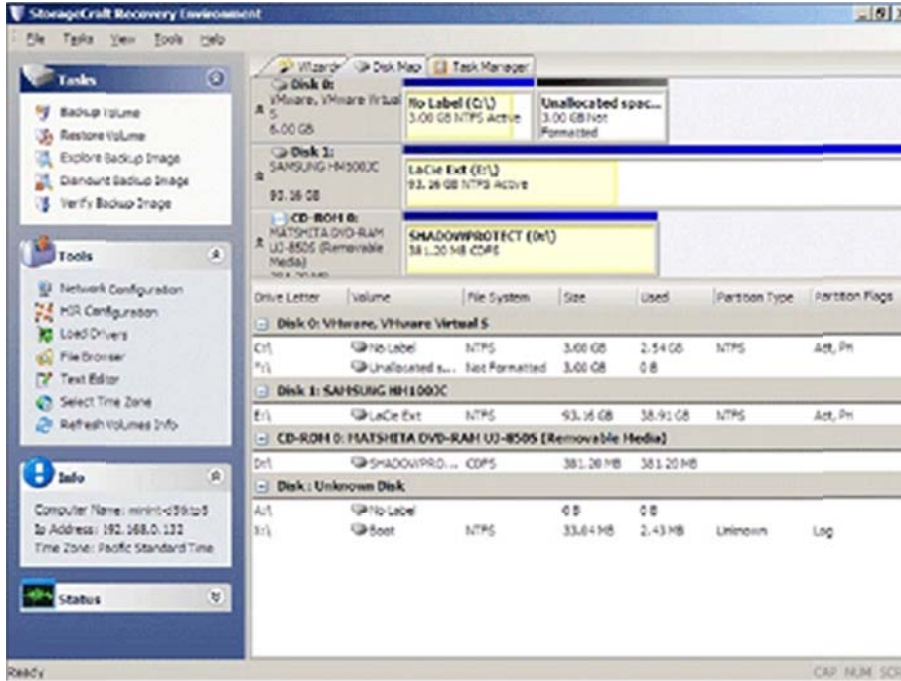 StorageCraft Recovery Environment
File Tasks View Tools Help
Tasks
Backup Volume
Restore Volume
Explore Backup Image
Dismount Backup Image
Verify Backup Image
Tools
Network Configuration
HIR Configuration
Load Drivers
File Browser
Text Editor
Select Time Zone
Refresh Volumes Info
Info
Computer Name:
Ip Address: 192.168.0.132
Time Zone: Pacific Standard Time
Status
Wizards Disk Map Task Manager
Disk 0:
VMware, VMware Virtual
S
6.00 GB
No Label (C:\)
3.00 GB NTFS Active
Unallocated spac...
3.00 GB Not
Formatted
Disk 1:
SAMSUNG HM100JC
93.16 GB
LaCie Ext (E:\)
93.16 GB NTFS Active
CD-ROM 0:
MATSHITA DVD-RAM
UJ-850S (Removable
Media)
SHADOWPROTECT (D:\)
381.20 MB CDFS
Drive Letter Volume File System Size Used Partition Type Partition Flags
Disk 0: VMware, VMware Virtual S
C:\ No Label NTFS 3.00 GB 2.54 GB NTFS Act, Pri
*:\ Unallocated s... Not Formatted 3.00 GB 0 B
Disk 1: SAMSUNG HM100JC
E:\ LaCie Ext NTFS 93.16 GB 38.91 GB NTFS Act, Pri
CD-ROM 0: MATSHITA DVD-RAM UJ-850S (Removable Media)
D:\ SHADOWPRO... CDFS 381.20 MB 381.20 MB
Disk : Unknown Disk
A:\ No Label 0 B 0 B
X:\ Boot NTFS 33.84 MB 2.43 MB Unknown Log
Ready
CAP NUM SCR